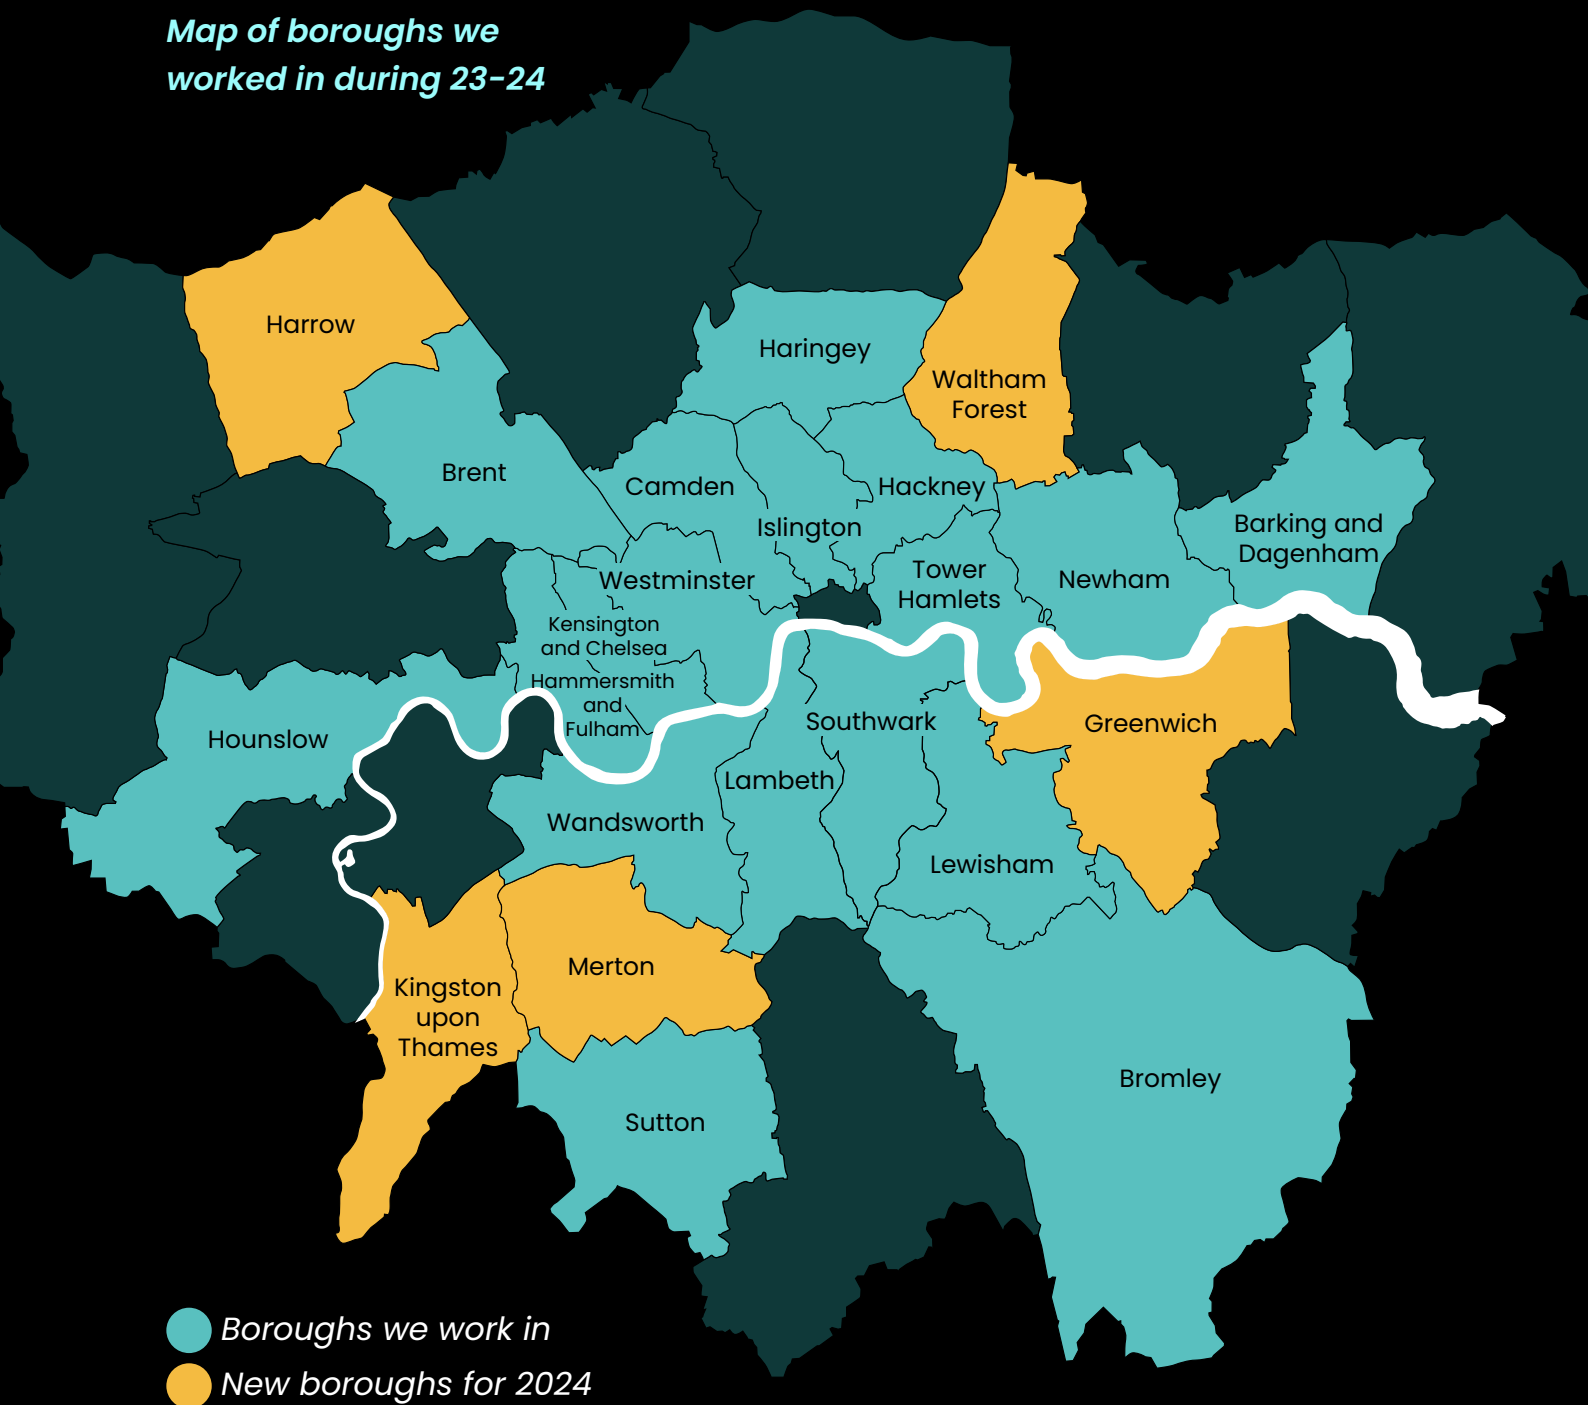 Map of boroughs we
worked in during 23-24
Harrow
Haringey
Waltham
Forest
Brent
Camden
Hackney
Islington
Barking and
Dagenham
Westminster
Tower
Hamlets
Newham
Kensington
and Chelsea
Hammersmith
and
Fulham
Hounslow
Southwark
Greenwich
Lambeth
Wandsworth
Lewisham
Merton
Kingston
upon
Thames
Bromley
Sutton
Boroughs we work in
New boroughs for 2024